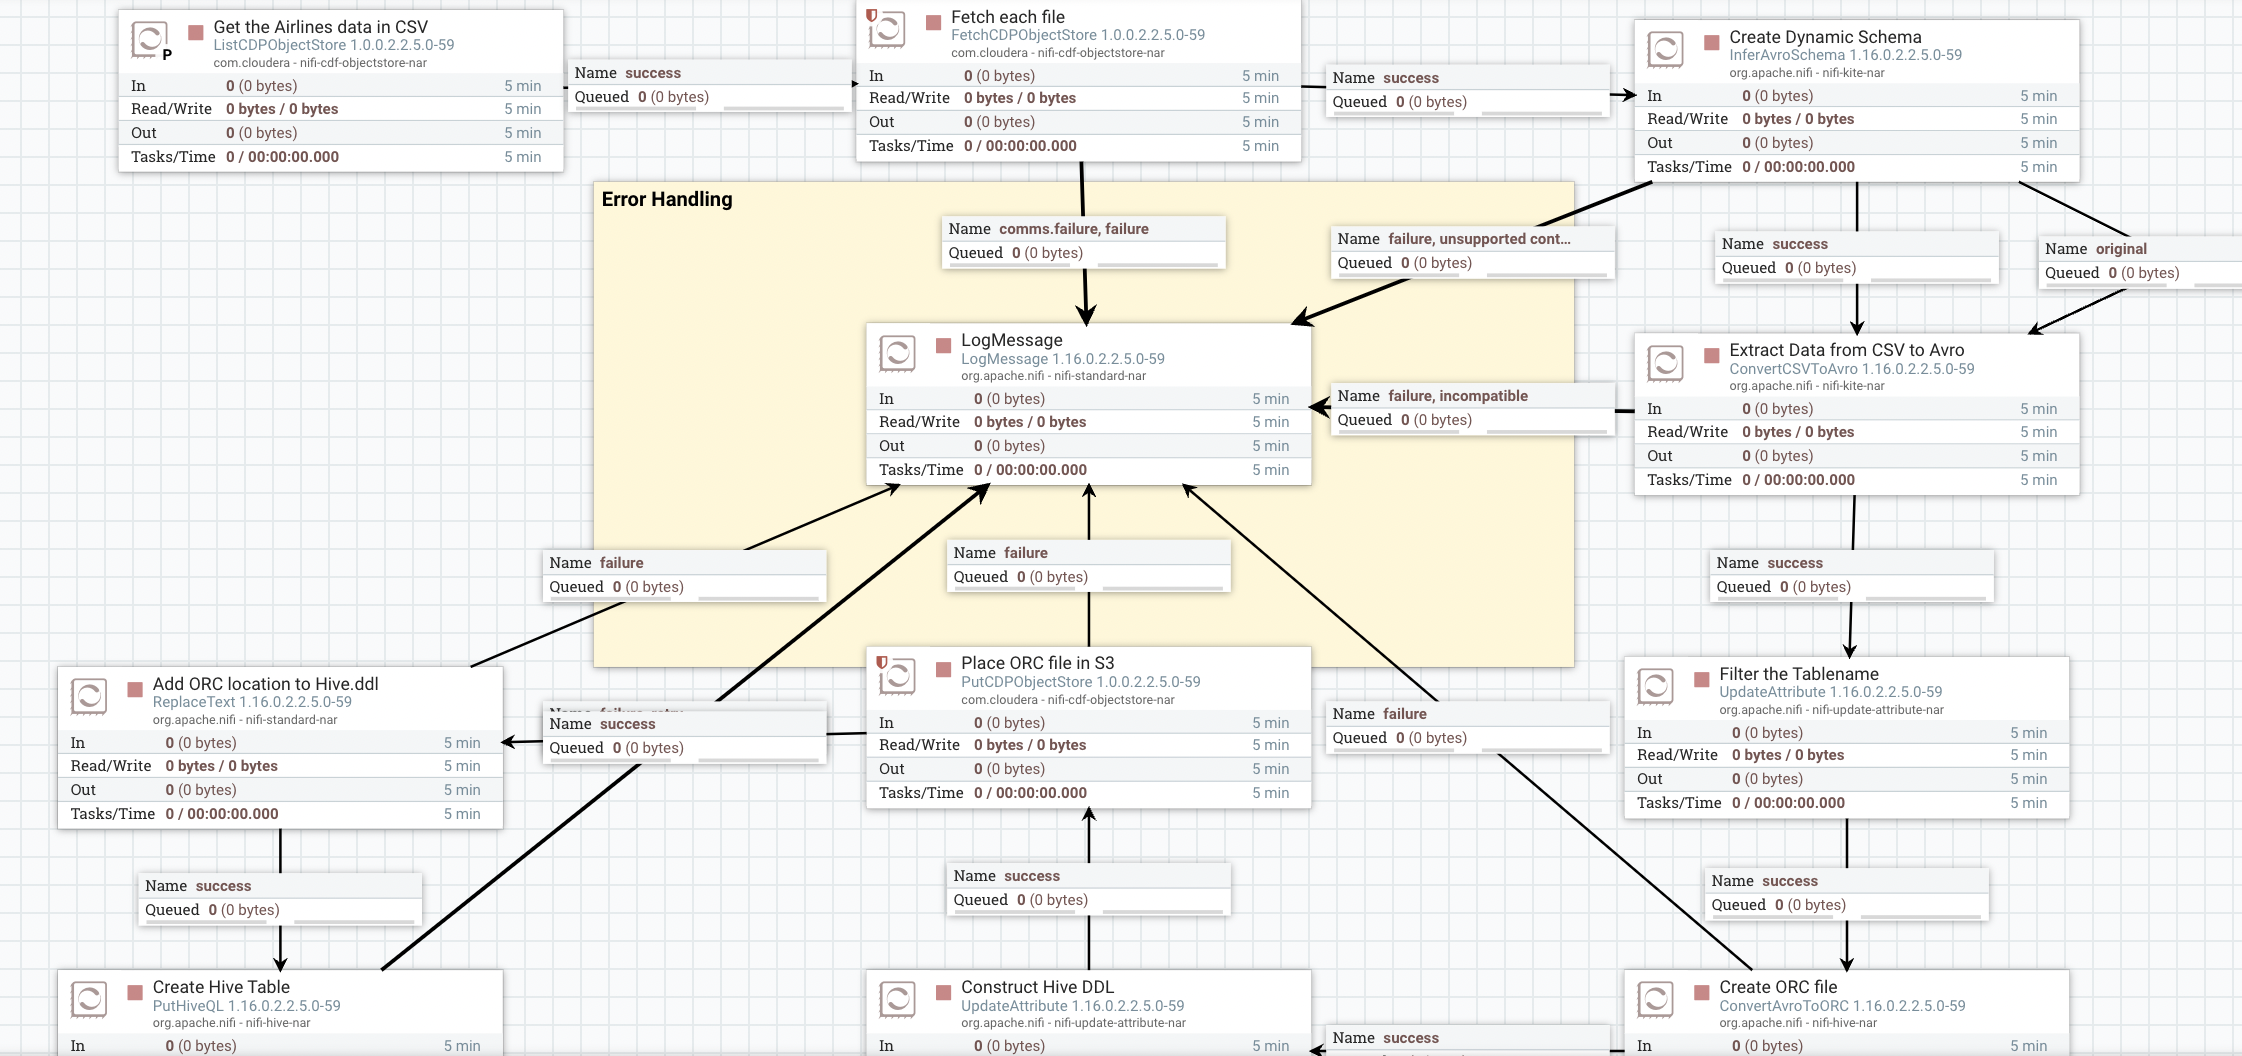 Get the Airlines data in CSV
ListCDPObjectStore 1.0.0.2.2.5.0-59
com.cloudera - nifi-cdf-objectstore-nar
P
In 0 (0 bytes) 5 min
Read/Write 0 bytes / 0 bytes 5 min
Out 0 (0 bytes) 5 min
Tasks/Time 0 / 00:00:00.000 5 min
Name success
Queued 0 (0 bytes)
Fetch each file
FetchCDPObjectStore 1.0.0.2.2.5.0-59
com.cloudera - nifi-cdf-objectstore-nar
In 0 (0 bytes) 5 min
Read/Write 0 bytes / 0 bytes 5 min
Out 0 (0 bytes) 5 min
Tasks/Time 0 / 00:00:00.000 5 min
Name success
Queued 0 (0 bytes)
Create Dynamic Schema
InferAvroSchema 1.16.0.2.2.5.0-59
org.apache.nifi - nifi-kite-nar
In 0 (0 bytes) 5 min
Read/Write 0 bytes / 0 bytes 5 min
Out 0 (0 bytes) 5 min
Tasks/Time 0 / 00:00:00.000 5 min
Error Handling
Name comms.failure, failure
Queued 0 (0 bytes)
Name failure, unsupported cont...
Queued 0 (0 bytes)
Name success
Queued 0 (0 bytes)
Name original
Queued 0 (0 bytes)
LogMessage
LogMessage 1.16.0.2.2.5.0-59
org.apache.nifi - nifi-standard-nar
In 0 (0 bytes) 5 min
Read/Write 0 bytes / 0 bytes 5 min
Out 0 (0 bytes) 5 min
Tasks/Time 0 / 00:00:00.000 5 min
Name failure, incompatible
Queued 0 (0 bytes)
Extract Data from CSV to Avro
ConvertCSVToAvro 1.16.0.2.2.5.0-59
org.apache.nifi - nifi-kite-nar
In 0 (0 bytes) 5 min
Read/Write 0 bytes / 0 bytes 5 min
Out 0 (0 bytes) 5 min
Tasks/Time 0 / 00:00:00.000 5 min
Name failure
Queued 0 (0 bytes)
Name failure
Queued 0 (0 bytes)
Name success
Queued 0 (0 bytes)
Add ORC location to Hive.ddl
ReplaceText 1.16.0.2.2.5.0-59
org.apache.nifi - nifi-standard-nar
In 0 (0 bytes) 5 min
Read/Write 0 bytes / 0 bytes 5 min
Out 0 (0 bytes) 5 min
Tasks/Time 0 / 00:00:00.000 5 min
Name failure, retry
Name success
Queued 0 (0 bytes)
Place ORC file in S3
PutCDPObjectStore 1.0.0.2.2.5.0-59
com.cloudera - nifi-cdf-objectstore-nar
In 0 (0 bytes) 5 min
Read/Write 0 bytes / 0 bytes 5 min
Out 0 (0 bytes) 5 min
Tasks/Time 0 / 00:00:00.000 5 min
Name failure
Queued 0 (0 bytes)
Filter the Tablename
UpdateAttribute 1.16.0.2.2.5.0-59
org.apache.nifi - nifi-update-attribute-nar
In 0 (0 bytes) 5 min
Read/Write 0 bytes / 0 bytes 5 min
Out 0 (0 bytes) 5 min
Tasks/Time 0 / 00:00:00.000 5 min
Name success
Queued 0 (0 bytes)
Name success
Queued 0 (0 bytes)
Name success
Queued 0 (0 bytes)
Create Hive Table
PutHiveQL 1.16.0.2.2.5.0-59
org.apache.nifi - nifi-hive-nar
In 0 (0 bytes) 5 min
Construct Hive DDL
UpdateAttribute 1.16.0.2.2.5.0-59
org.apache.nifi - nifi-update-attribute-nar
In 0 (0 bytes) 5 min
Name success
Create ORC file
ConvertAvroToORC 1.16.0.2.2.5.0-59
org.apache.nifi - nifi-hive-nar
In 0 (0 bytes) 5 min